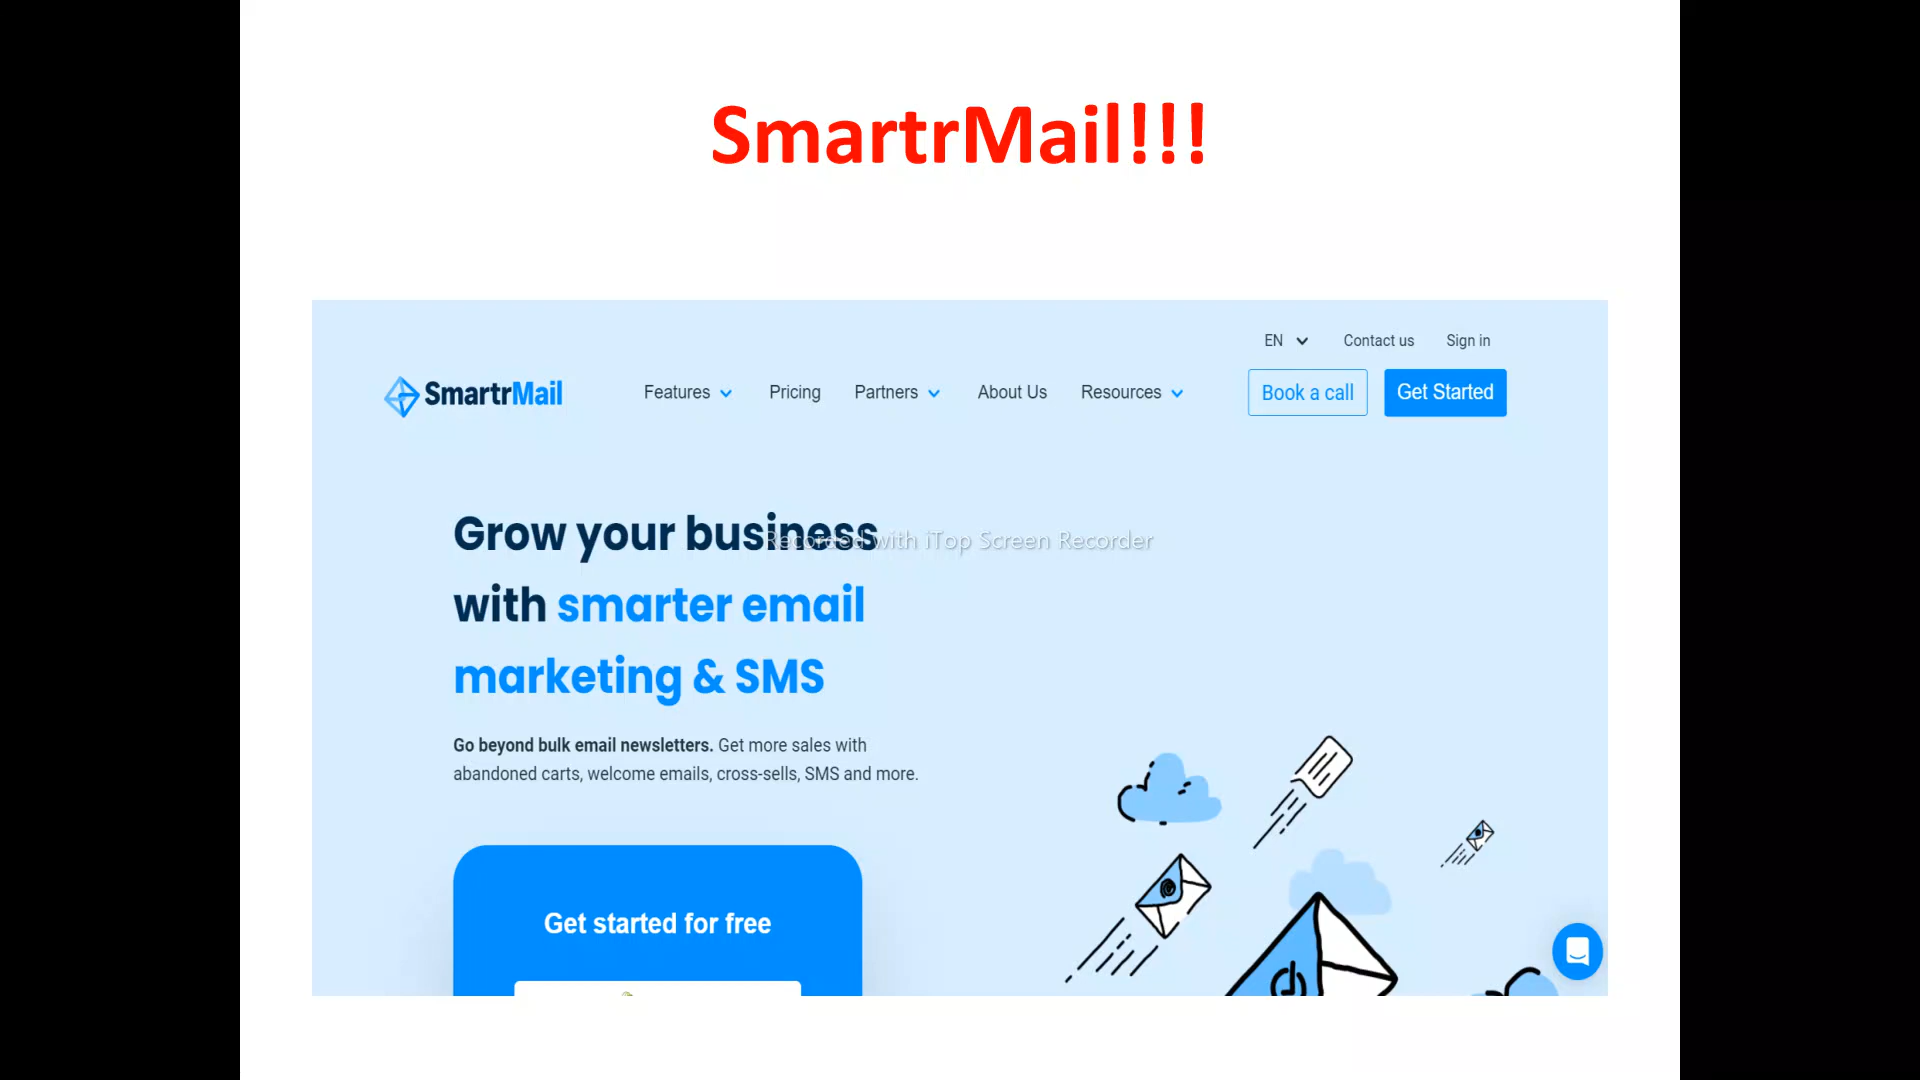 SmartrMail!!!
EN Contact us Sign in
SmartrMail Features Pricing Partners About Us Resources Book a call Get Started
Grow your business
Recorded with iTop Screen Recorder
with smarter email
marketing & SMS
Go beyond bulk email newsletters. Get more sales with
abandoned carts, welcome emails, cross-sells, SMS and more.
Get started for free